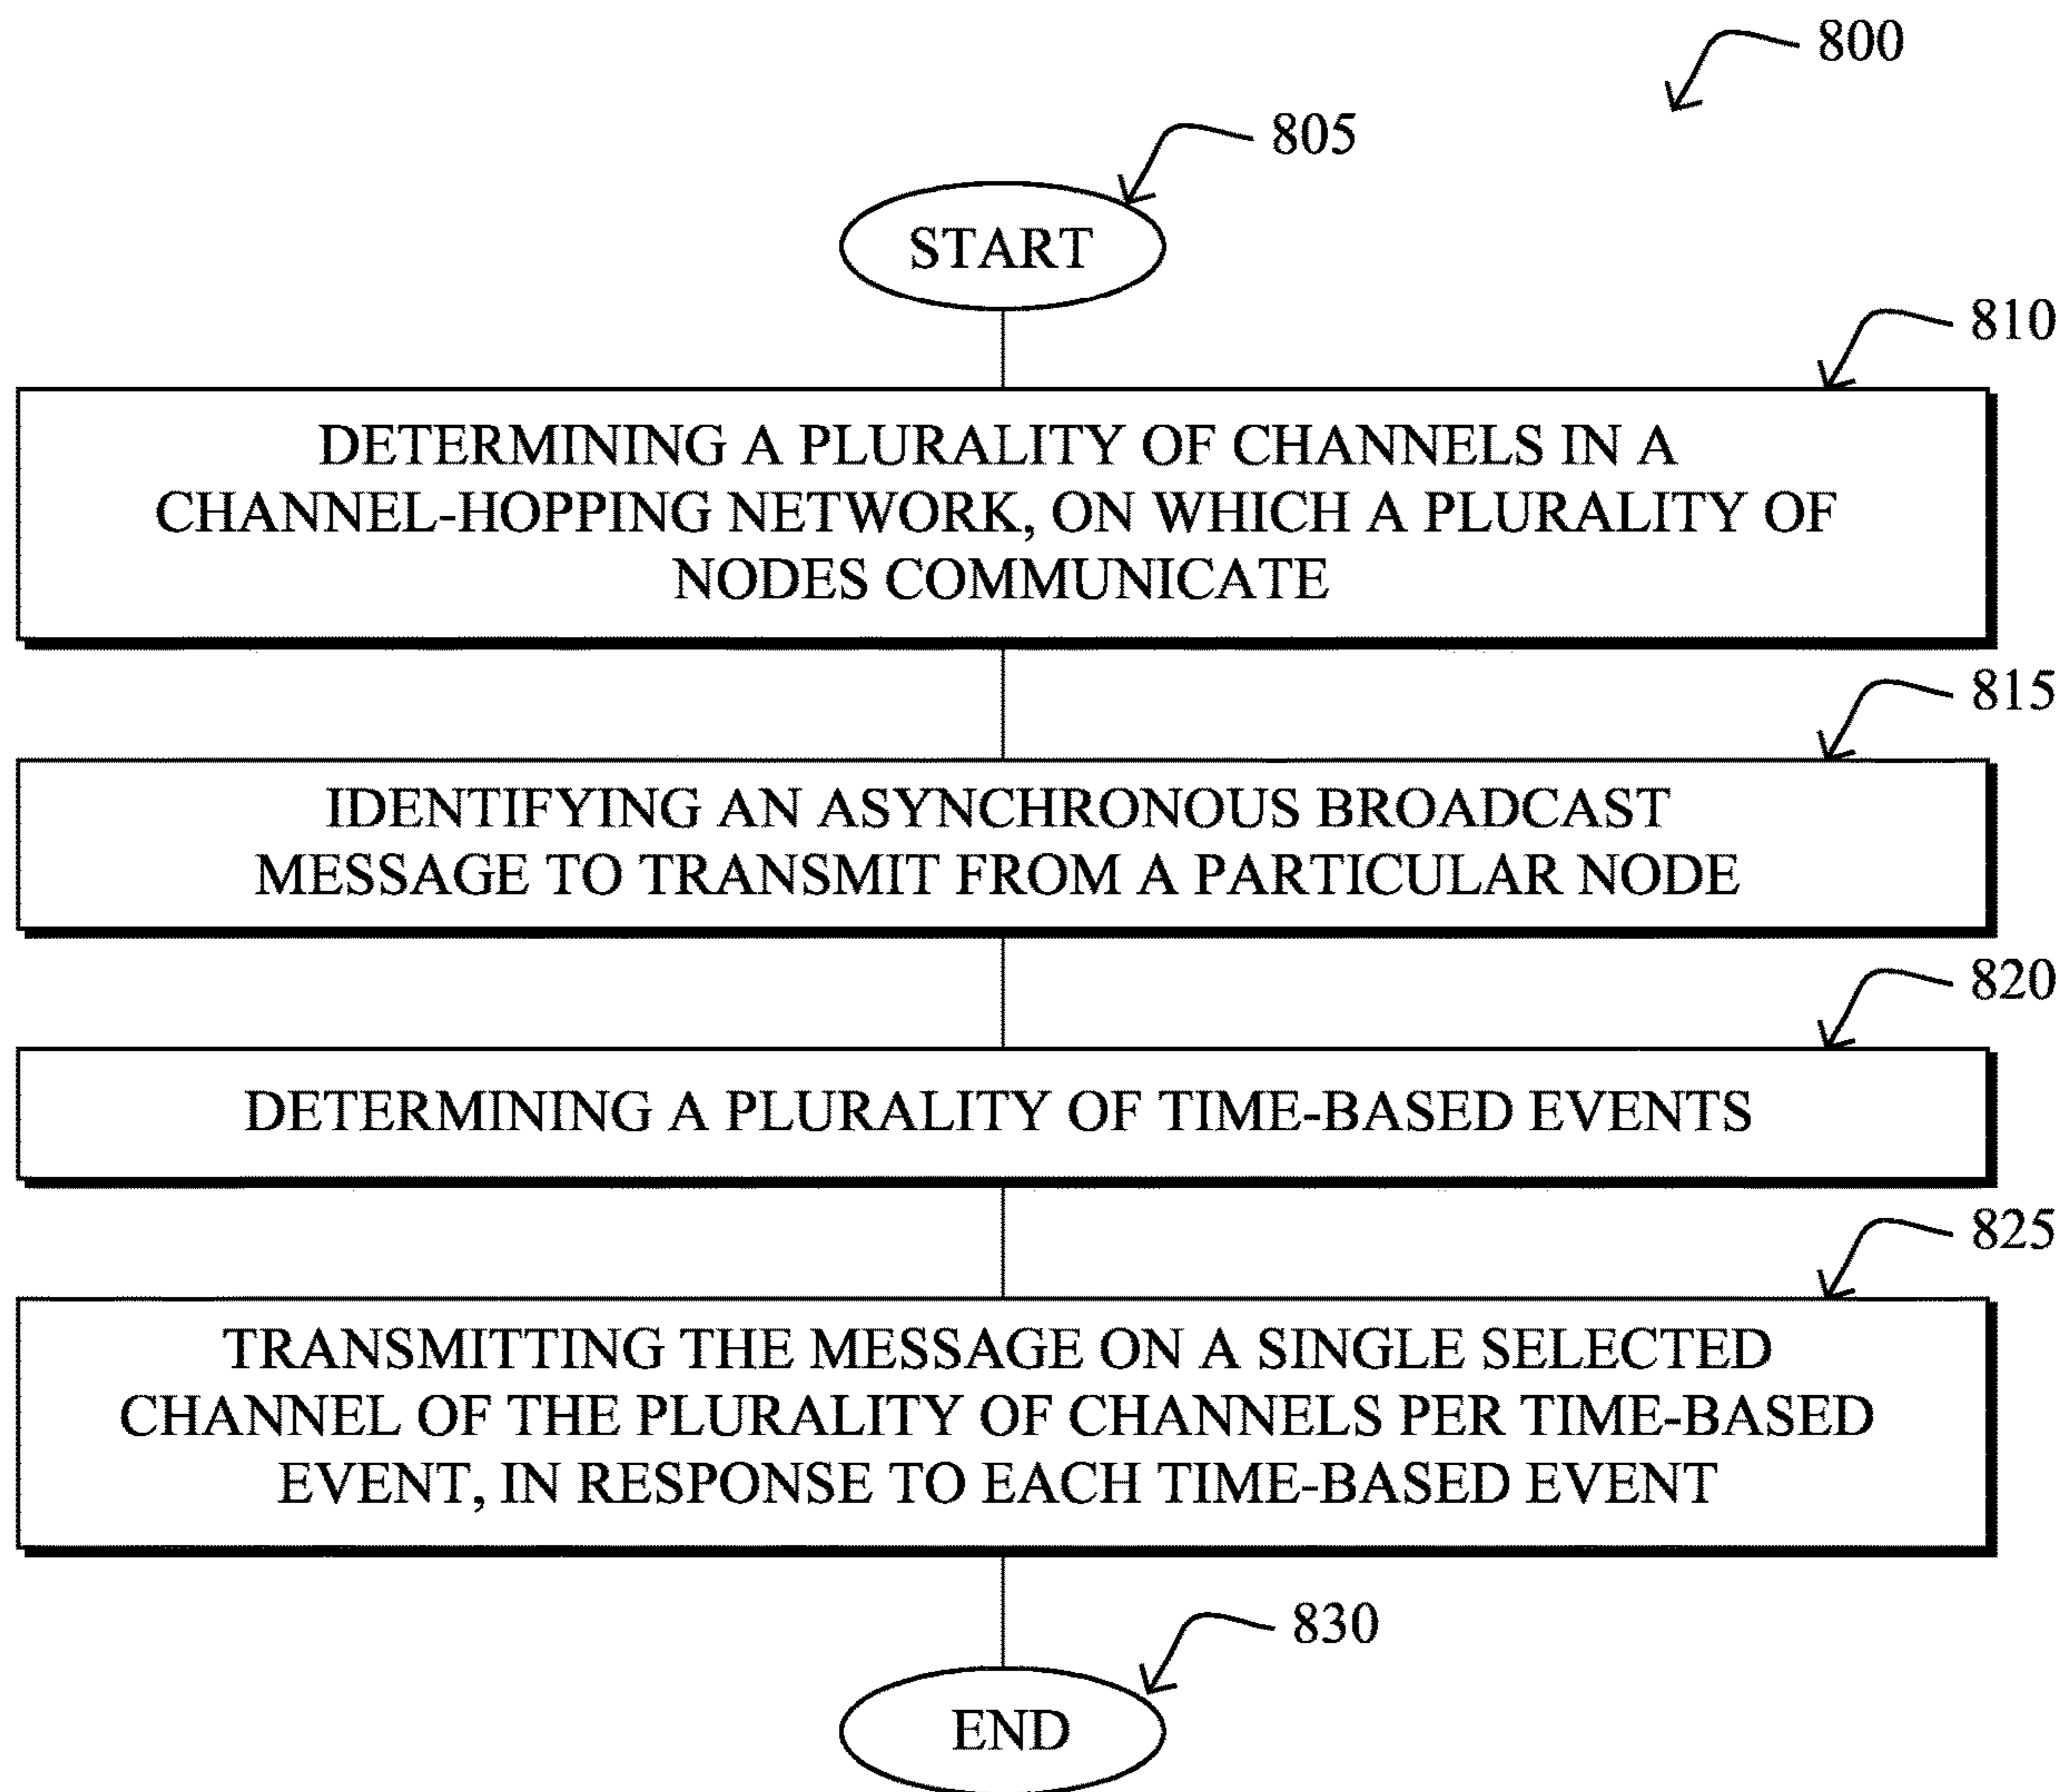 800
805
START
810
DETERMINING A PLURALITY OF CHANNELS IN A
CHANNEL-HOPPING NETWORK, ON WHICH A PLURALITY OF
NODES COMMUNICATE
815
IDENTIFYING AN ASYNCHRONOUS BROADCAST
MESSAGE TO TRANSMIT FROM A PARTICULAR NODE
820
DETERMINING A PLURALITY OF TIME-BASED EVENTS
825
TRANSMITTING THE MESSAGE ON A SINGLE SELECTED
CHANNEL OF THE PLURALITY OF CHANNELS PER TIME-BASED
EVENT, IN RESPONSE TO EACH TIME-BASED EVENT
830
END